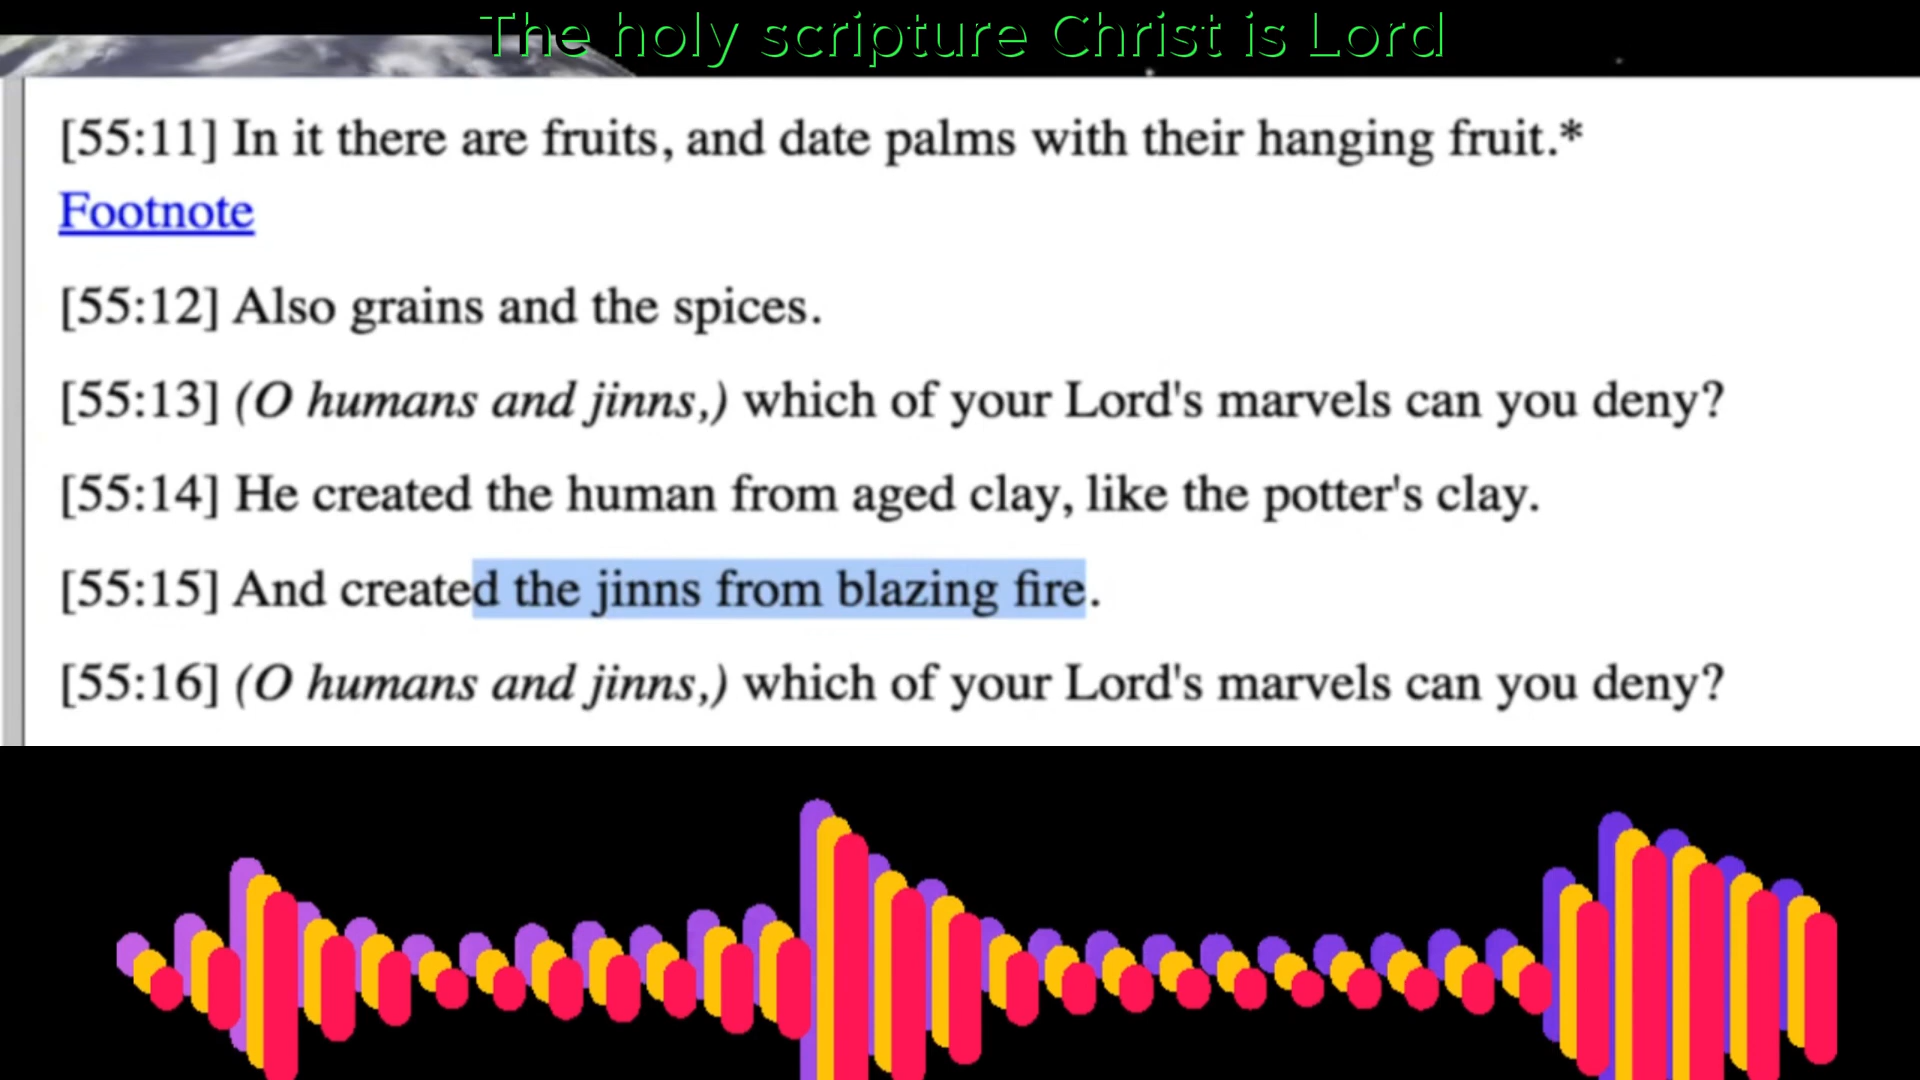 The holy scripture Christ is Lord
[55:11] In it there are fruits, and date palms with their hanging fruit.*
Footnote
[55:12] Also grains and the spices.
[55:13] (O humans and jinns,) which of your Lord's marvels can you deny?
[55:14] He created the human from aged clay, like the potter's clay.
[55:15] And created the jinns from blazing fire.
[55:16] (O humans and jinns,) which of your Lord's marvels can you deny?